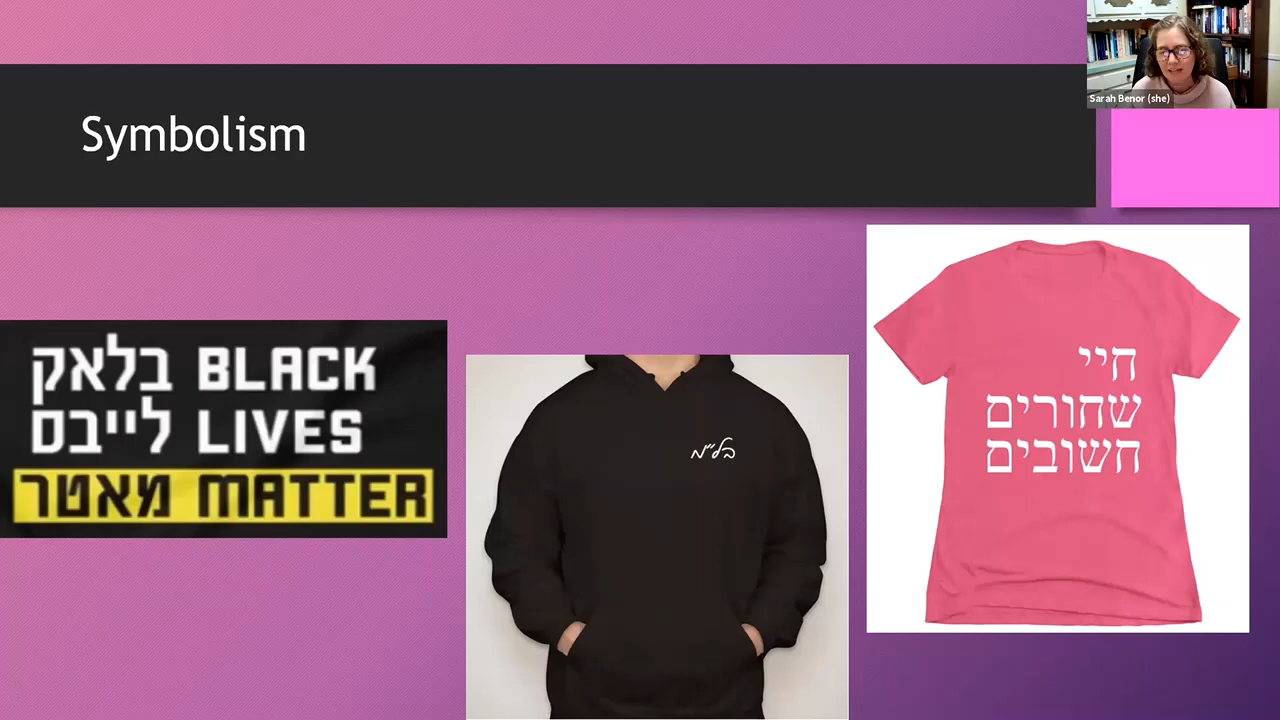 Sarah Benor (she)
Symbolism
בלאק BLACK
לייבס LIVES
מאטר MATTER
בל״מ
חיי
שחורים
חשובים